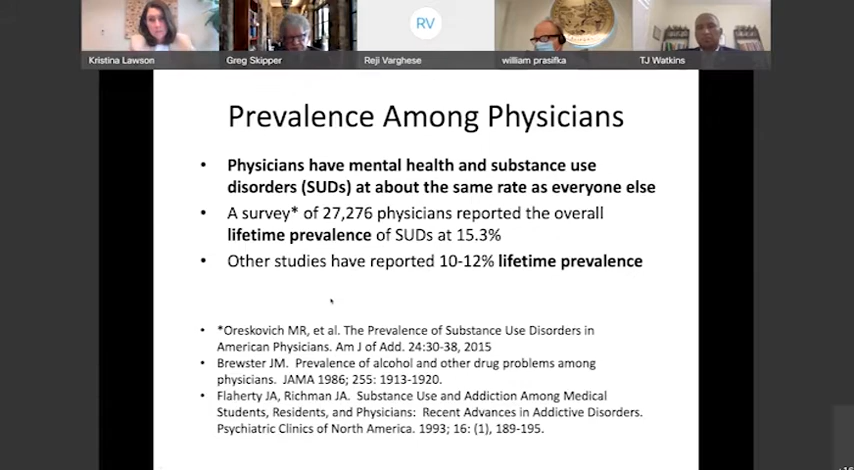 RV
Kristina Lawson
Greg Skipper
Reji Varghese
william prasifka
TJ Watkins
Prevalence Among Physicians
• Physicians have mental health and substance use
disorders (SUDs) at about the same rate as everyone else
• A survey* of 27,276 physicians reported the overall
lifetime prevalence of SUDs at 15.3%
• Other studies have reported 10-12% lifetime prevalence
• *Oreskovich MR, et al. The Prevalence of Substance Use Disorders in
American Physicians. Am J of Add. 24:30-38, 2015
• Brewster JM. Prevalence of alcohol and other drug problems among
physicians. JAMA 1986; 255: 1913-1920.
• Flaherty JA, Richman JA. Substance Use and Addiction Among Medical
Students, Residents, and Physicians: Recent Advances in Addictive Disorders.
Psychiatric Clinics of North America. 1993; 16: (1), 189-195.